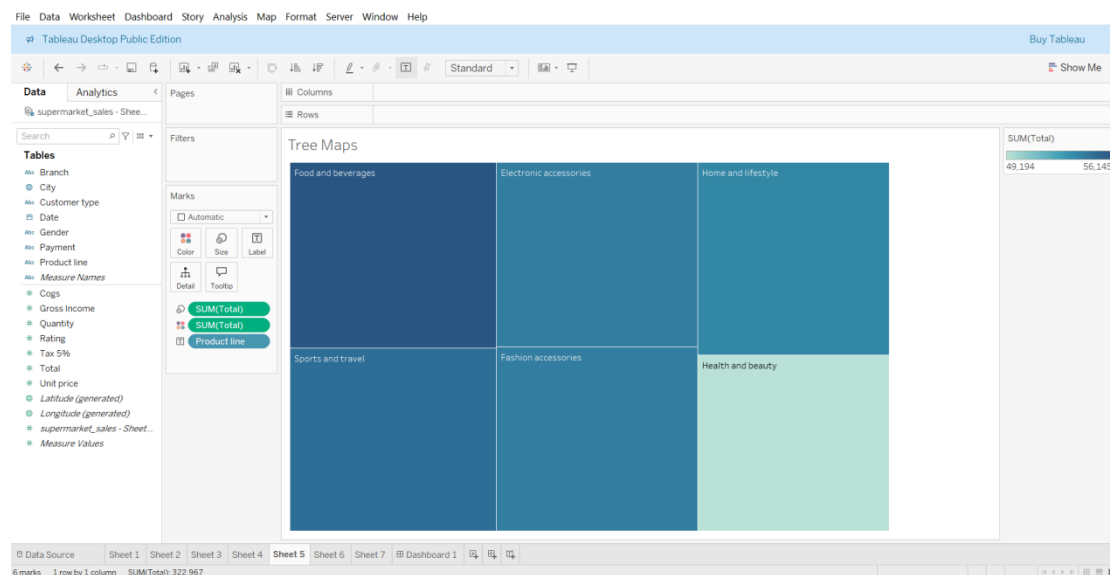 File Data Worksheet Dashboard Story Analysis Map Format Server Window Help
Tableau Desktop Public Edition
Buy Tableau
Standard
Show Me
Data
Analytics
supermarket_sales - Shee...
Search
Tables
Abc Branch
City
Abc Customer type
Date
Abc Gender
Abc Payment
Abc Product line
Abc Measure Names
Cogs
Gross Income
Quantity
Rating
Tax 5%
Total
Unit price
Latitude (generated)
Longitude (generated)
supermarket_sales - Sheet...
Measure Values
Pages
Filters
Marks
Automatic
Color
Size
Label
Detail
Tooltip
SUM(Total)
SUM(Total)
Product line
Columns
Rows
Tree Maps
Food and beverages
Electronic accessories
Home and lifestyle
Sports and travel
Fashion accessories
Health and beauty
SUM(Total)
49,194
56,145
Data Source
Sheet 1
Sheet 2
Sheet 3
Sheet 4
Sheet 5
Sheet 6
Sheet 7
Dashboard 1
6 marks 1 row by 1 column SUM(Total): 322,967